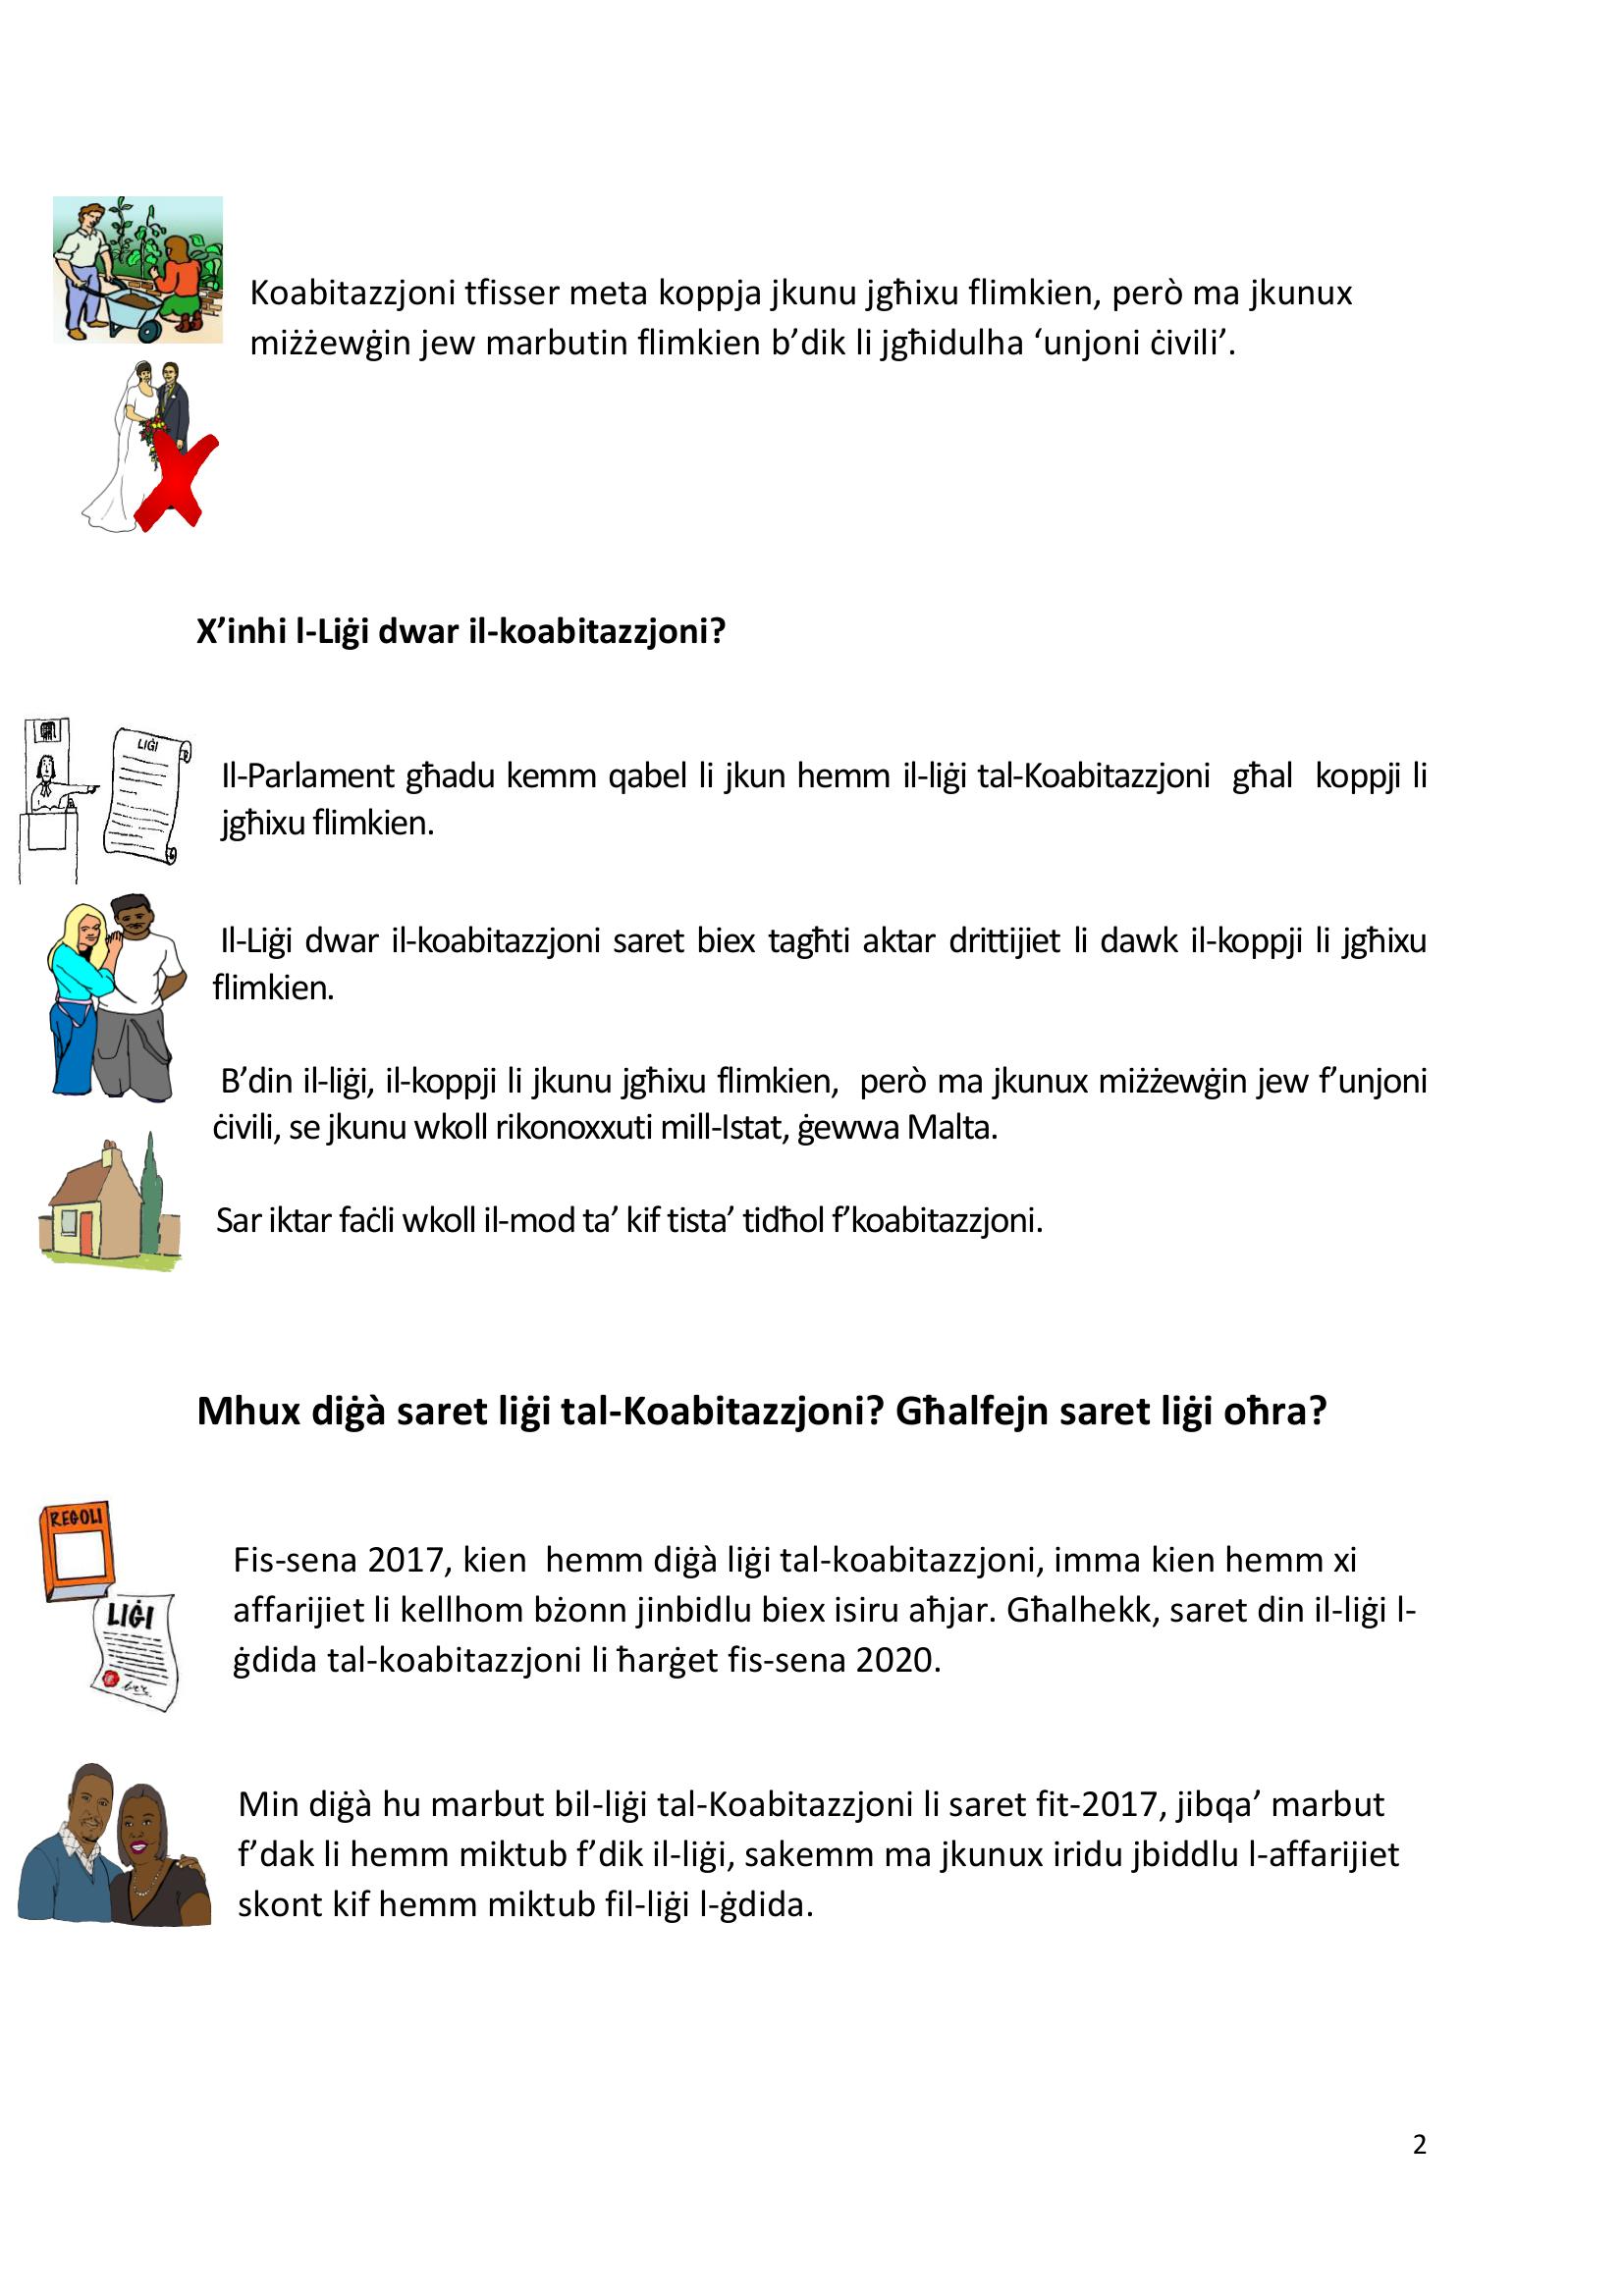 Koabitazzjoni tfisser meta koppja jkunu jgħixu flimkien, però ma jkunux
miżżewġin jew marbutin flimkien b’dik li jgħidulha ‘unjoni ċivili’.
X’inhi l-Liġi dwar il-koabitazzjoni?
LIĠI
Il-Parlament għadu kemm qabel li jkun hemm il-liġi tal-Koabitazzjoni għal koppji li
jgħixu flimkien.
Il-Liġi dwar il-koabitazzjoni saret biex tagħti aktar drittijiet li dawk il-koppji li jgħixu
flimkien.
B’din il-liġi, il-koppji li jkunu jgħixu flimkien, però ma jkunux miżżewġin jew f’unjoni
ċivili, se jkunu wkoll rikonoxxuti mill-Istat, ġewwa Malta.
Sar iktar faċli wkoll il-mod ta’ kif tista’ tidħol f’koabitazzjoni.
Mhux diġà saret liġi tal-Koabitazzjoni? Għalfejn saret liġi oħra?
REGOLI
LIĠI
Fis-sena 2017, kien hemm diġà liġi tal-koabitazzjoni, imma kien hemm xi
affarijiet li kellhom bżonn jinbidlu biex isiru aħjar. Għalhekk, saret din il-liġi l-
ġdida tal-koabitazzjoni li ħarġet fis-sena 2020.
Min diġà hu marbut bil-liġi tal-Koabitazzjoni li saret fit-2017, jibqa’ marbut
f’dak li hemm miktub f’dik il-liġi, sakemm ma jkunux iridu jbiddlu l-affarijiet
skont kif hemm miktub fil-liġi l-ġdida.
2